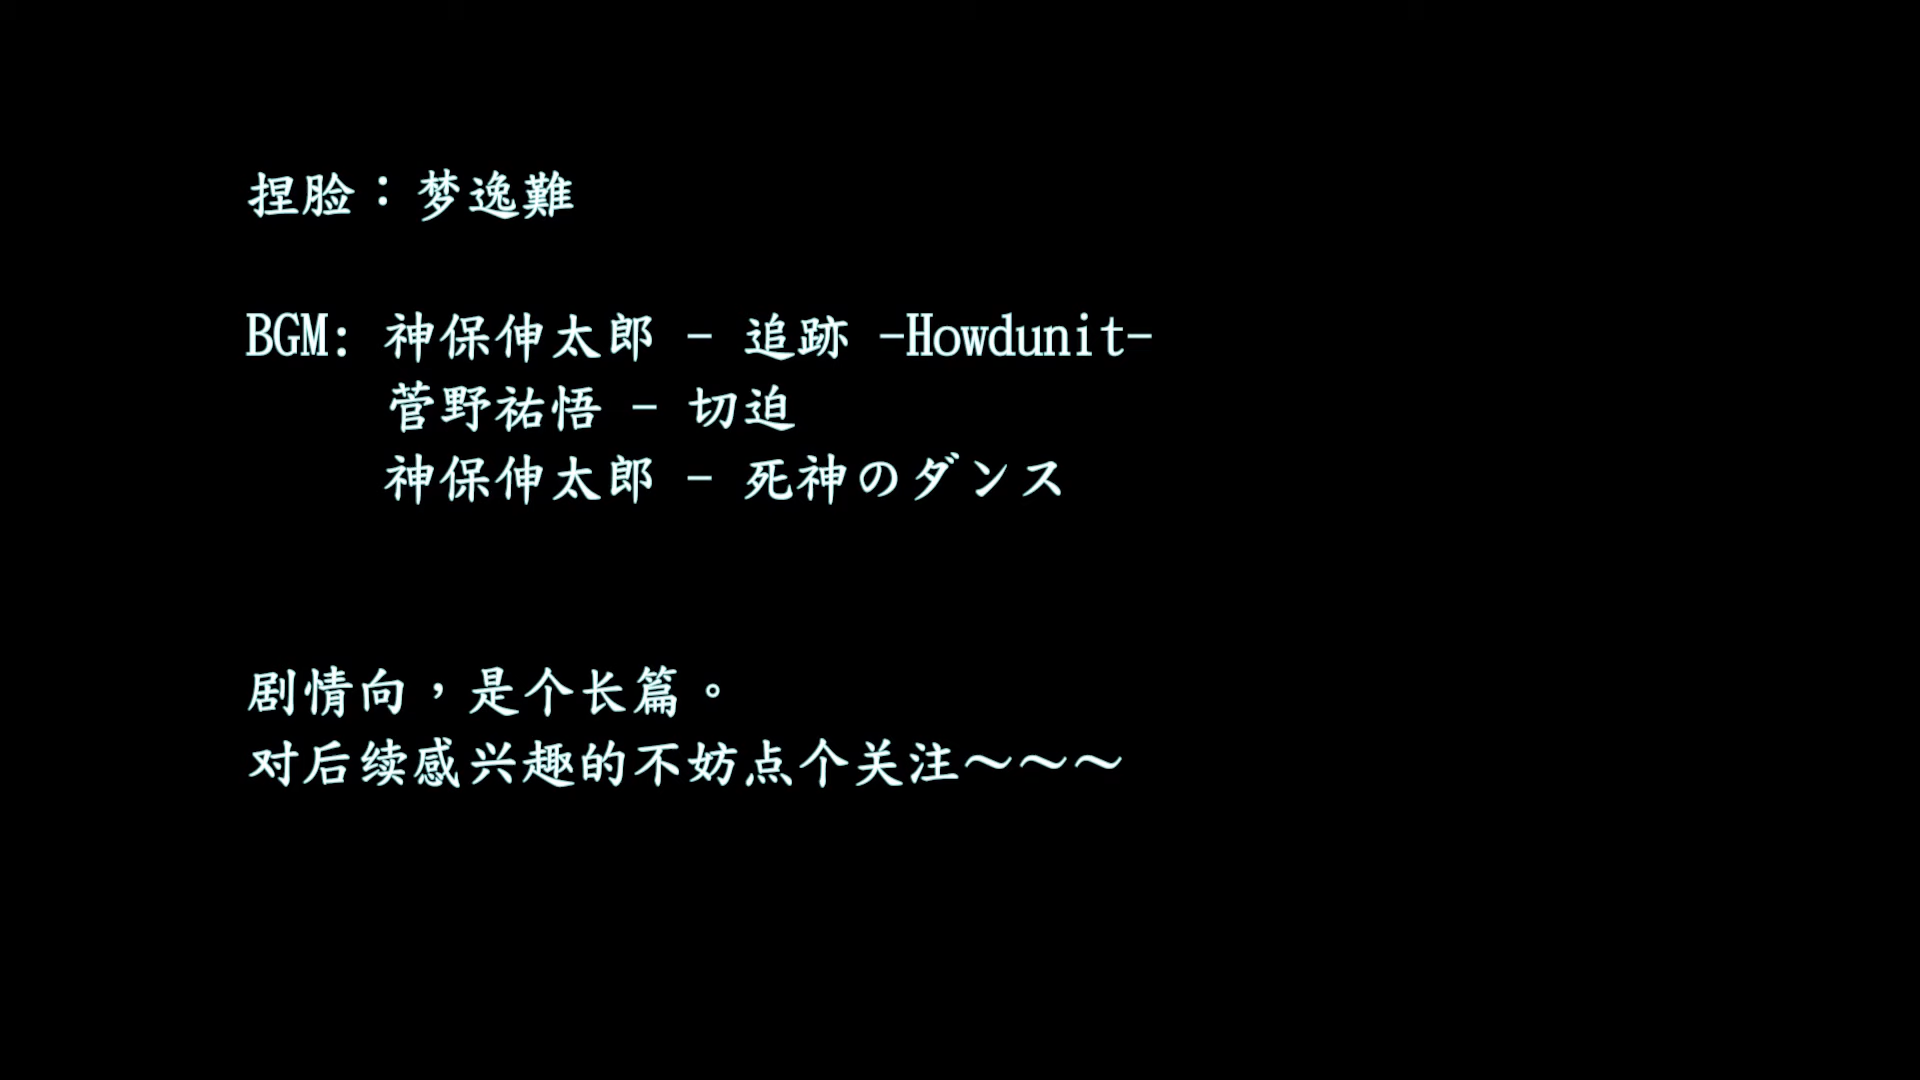 捏脸：梦逸難
BGM: 神保伸太郎 - 追跡 -Howdunit-
菅野祐悟 - 切迫
神保伸太郎 - 死神のダンス
剧情向，是个长篇。
对后续感兴趣的不妨点个关注～～～